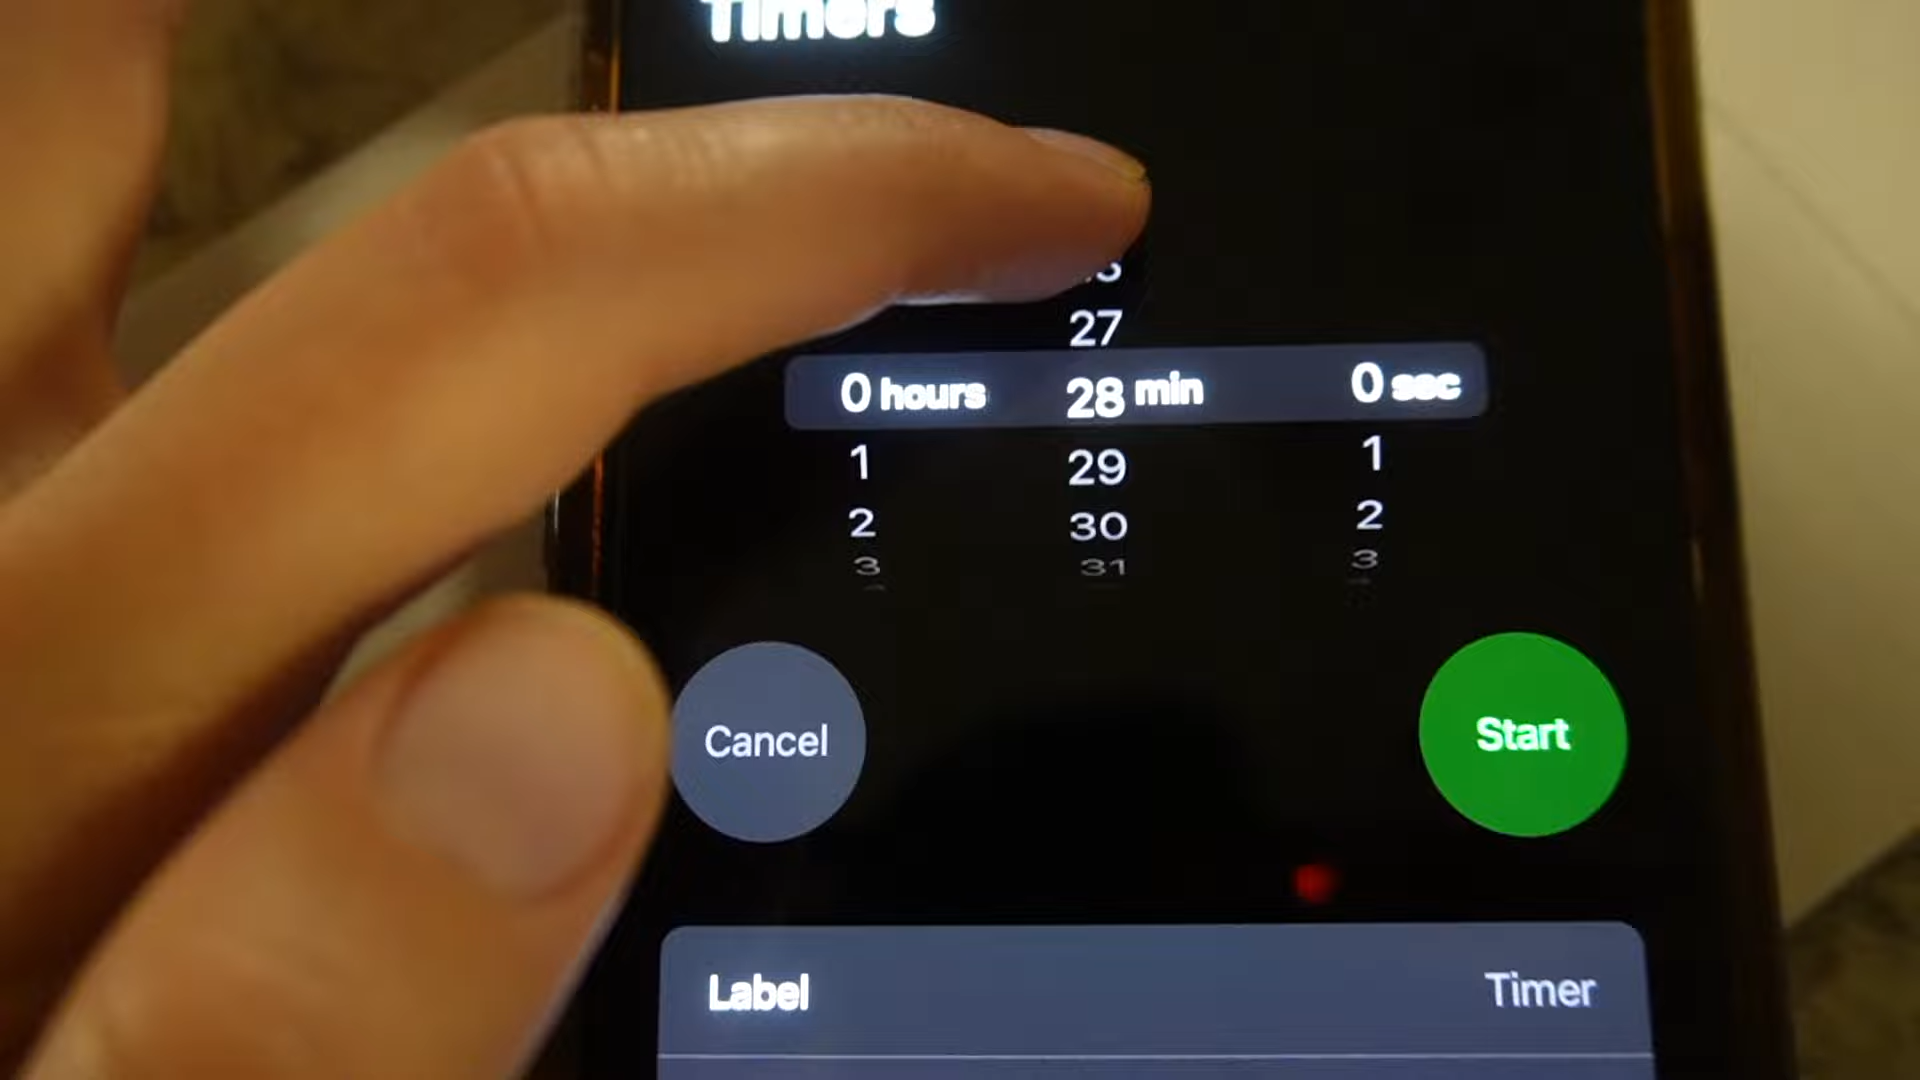 Timers
27
0 hours 28 min 0 sec
1 29 1
2 30 2
3 31 3
Cancel Start
Label Timer